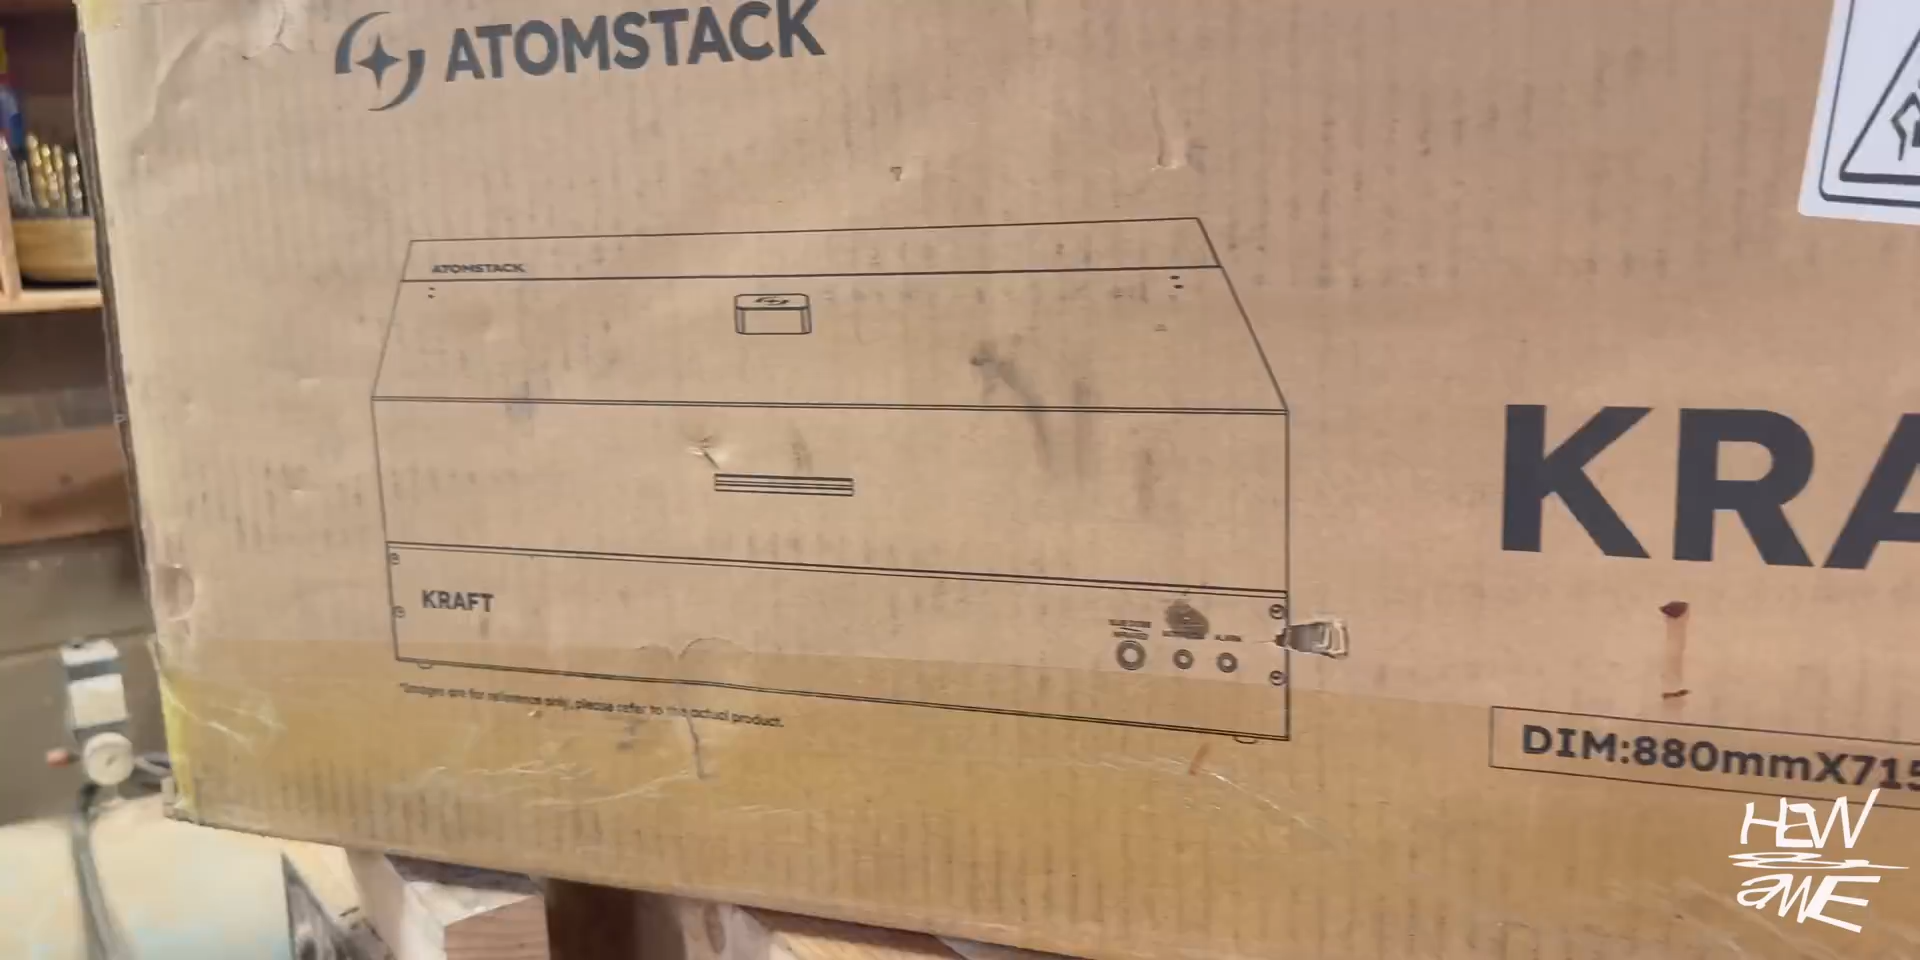 ATOMSTACK
ATOMSTACK
KRA
KRAFT
ALARM
*Images are for reference only, please refer to the actual product.
DIM:880mmX715
HEW
& aWE